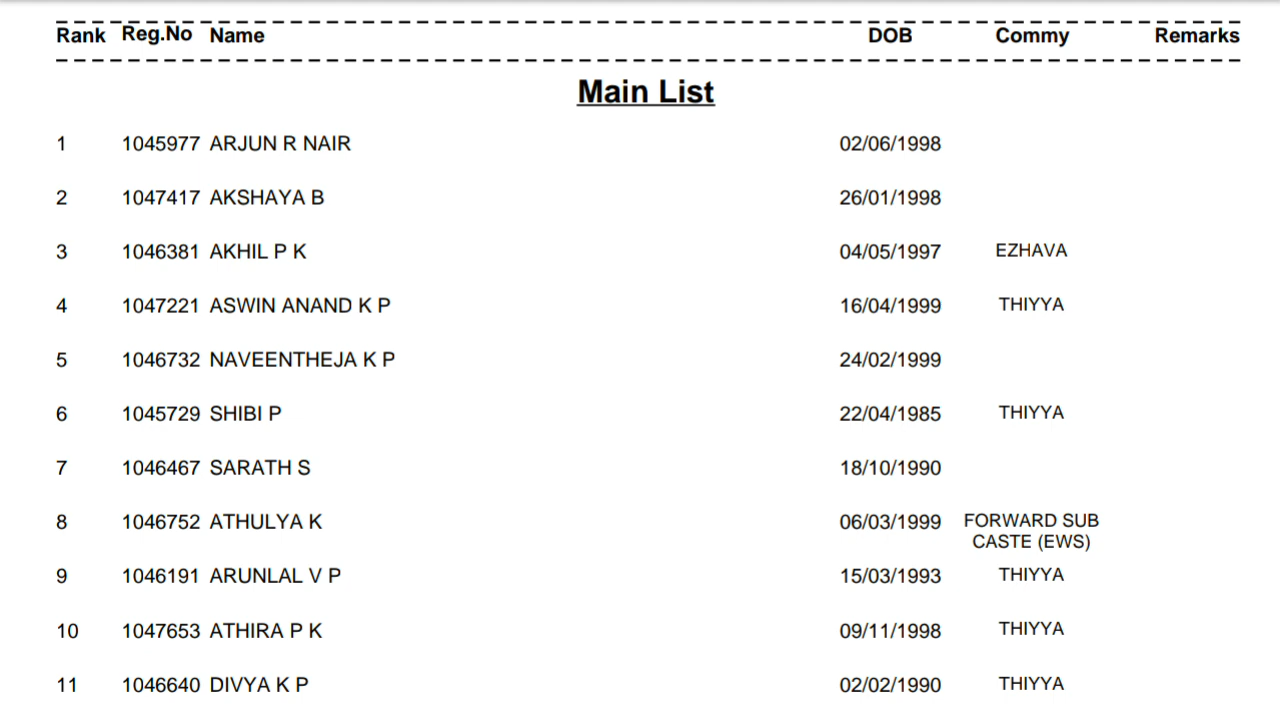 Rank Reg.No Name DOB Commy Remarks
Main List
1 1045977 ARJUN R NAIR 02/06/1998
2 1047417 AKSHAYA B 26/01/1998
3 1046381 AKHIL P K 04/05/1997 EZHAVA
4 1047221 ASWIN ANAND K P 16/04/1999 THIYYA
5 1046732 NAVEENTHEJA K P 24/02/1999
6 1045729 SHIBI P 22/04/1985 THIYYA
7 1046467 SARATH S 18/10/1990
8 1046752 ATHULYA K 06/03/1999 FORWARD SUB
CASTE (EWS)
9 1046191 ARUNLAL V P 15/03/1993 THIYYA
10 1047653 ATHIRA P K 09/11/1998 THIYYA
11 1046640 DIVYA K P 02/02/1990 THIYYA